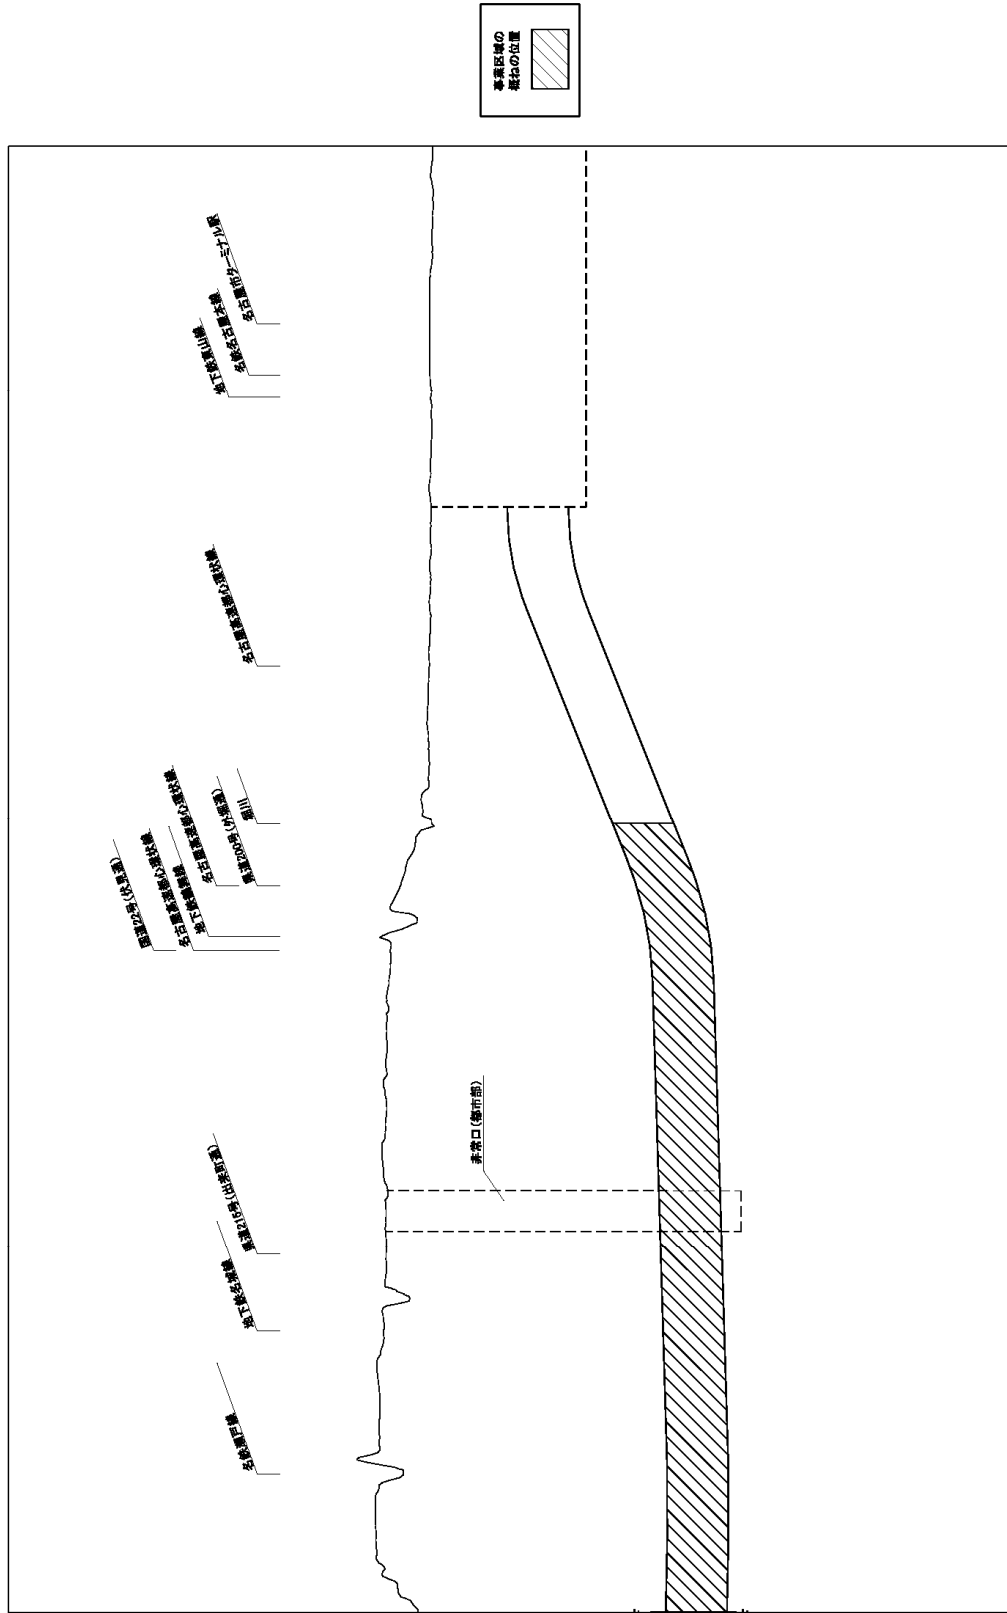 事業区域の
概ねの位置
名鉄瀬戸線
地下鉄名城線
県道215号(出来町通)
非常口(都市部)
国道22号(伏見通)
名古屋高速都心環状線
地下鉄鶴舞線
名古屋高速都心環状線
県道200号(外堀通)
堀川
名古屋高速都心環状線
地下鉄東山線
名鉄名古屋本線
名古屋市ターミナル駅